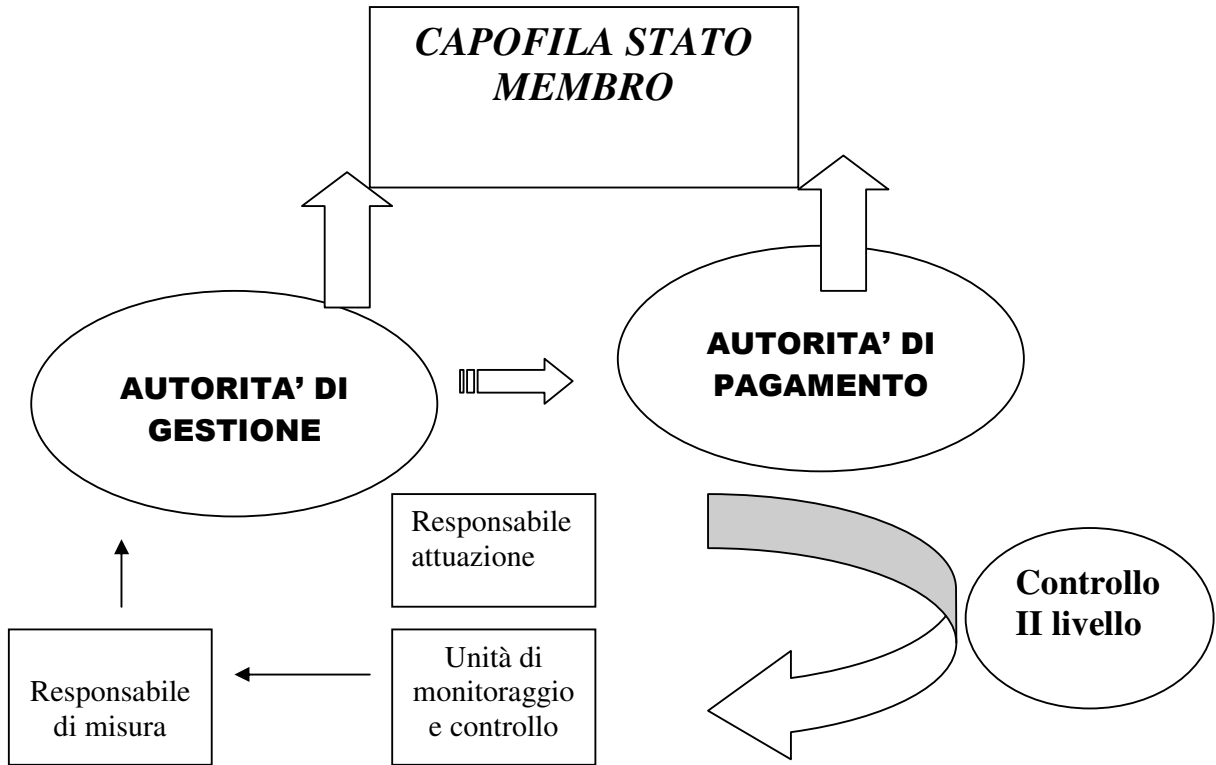 CAPOFILA STATO
MEMBRO
AUTORITA’ DI
GESTIONE
AUTORITA’ DI
PAGAMENTO
Responsabile
attuazione
Controllo
II livello
Responsabile
di misura
Unità di
monitoraggio
e controllo